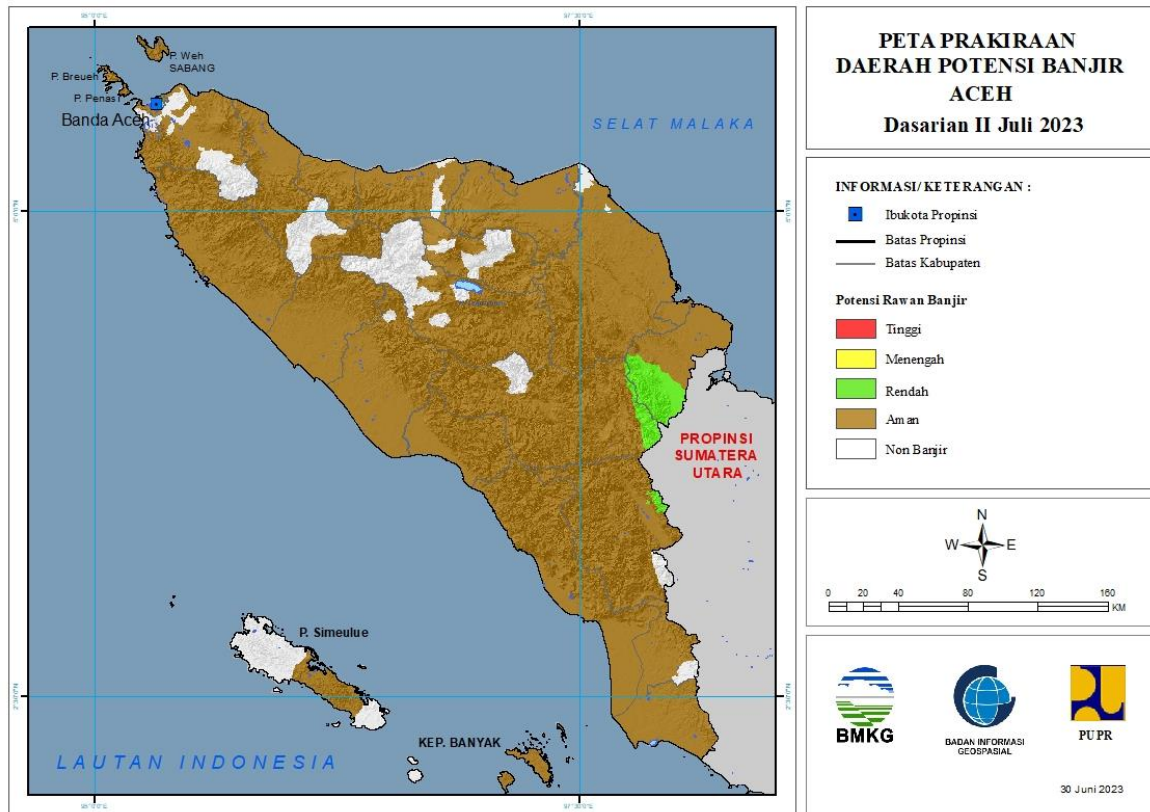 PETA PRAKIRAAN
DAERAH POTENSI BANJIR
ACEH
Dasarian II Juli 2023
INFORMASI/ KETERANGAN :
Ibukota Propinsi
Batas Propinsi
Batas Kabupaten
Potensi Rawan Banjir
Tinggi
Menengah
Rendah
Aman
Non Banjir
N
W E
S
0 20 40 80 120 160
KM
BMKG
BADAN INFORMASI
GEOSPASIAL
PUPR
30 Juni 2023
P. Weh
SABANG
P. Breueh
P. Penasi
Banda Aceh
SELAT MALAKA
PROPINSI
SUMATERA
UTARA
P. Simeulue
KEP. BANYAK
LAUTAN INDONESIA